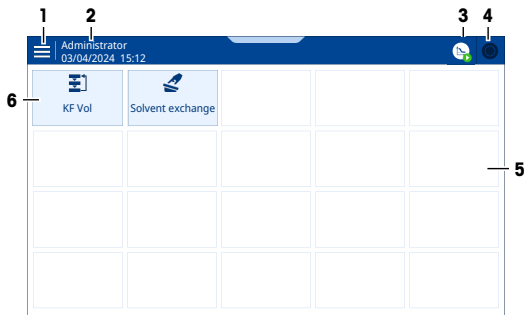 1 2 3 4
Administrator
03/04/2024 15:12
6
KF Vol
Solvent exchange
5